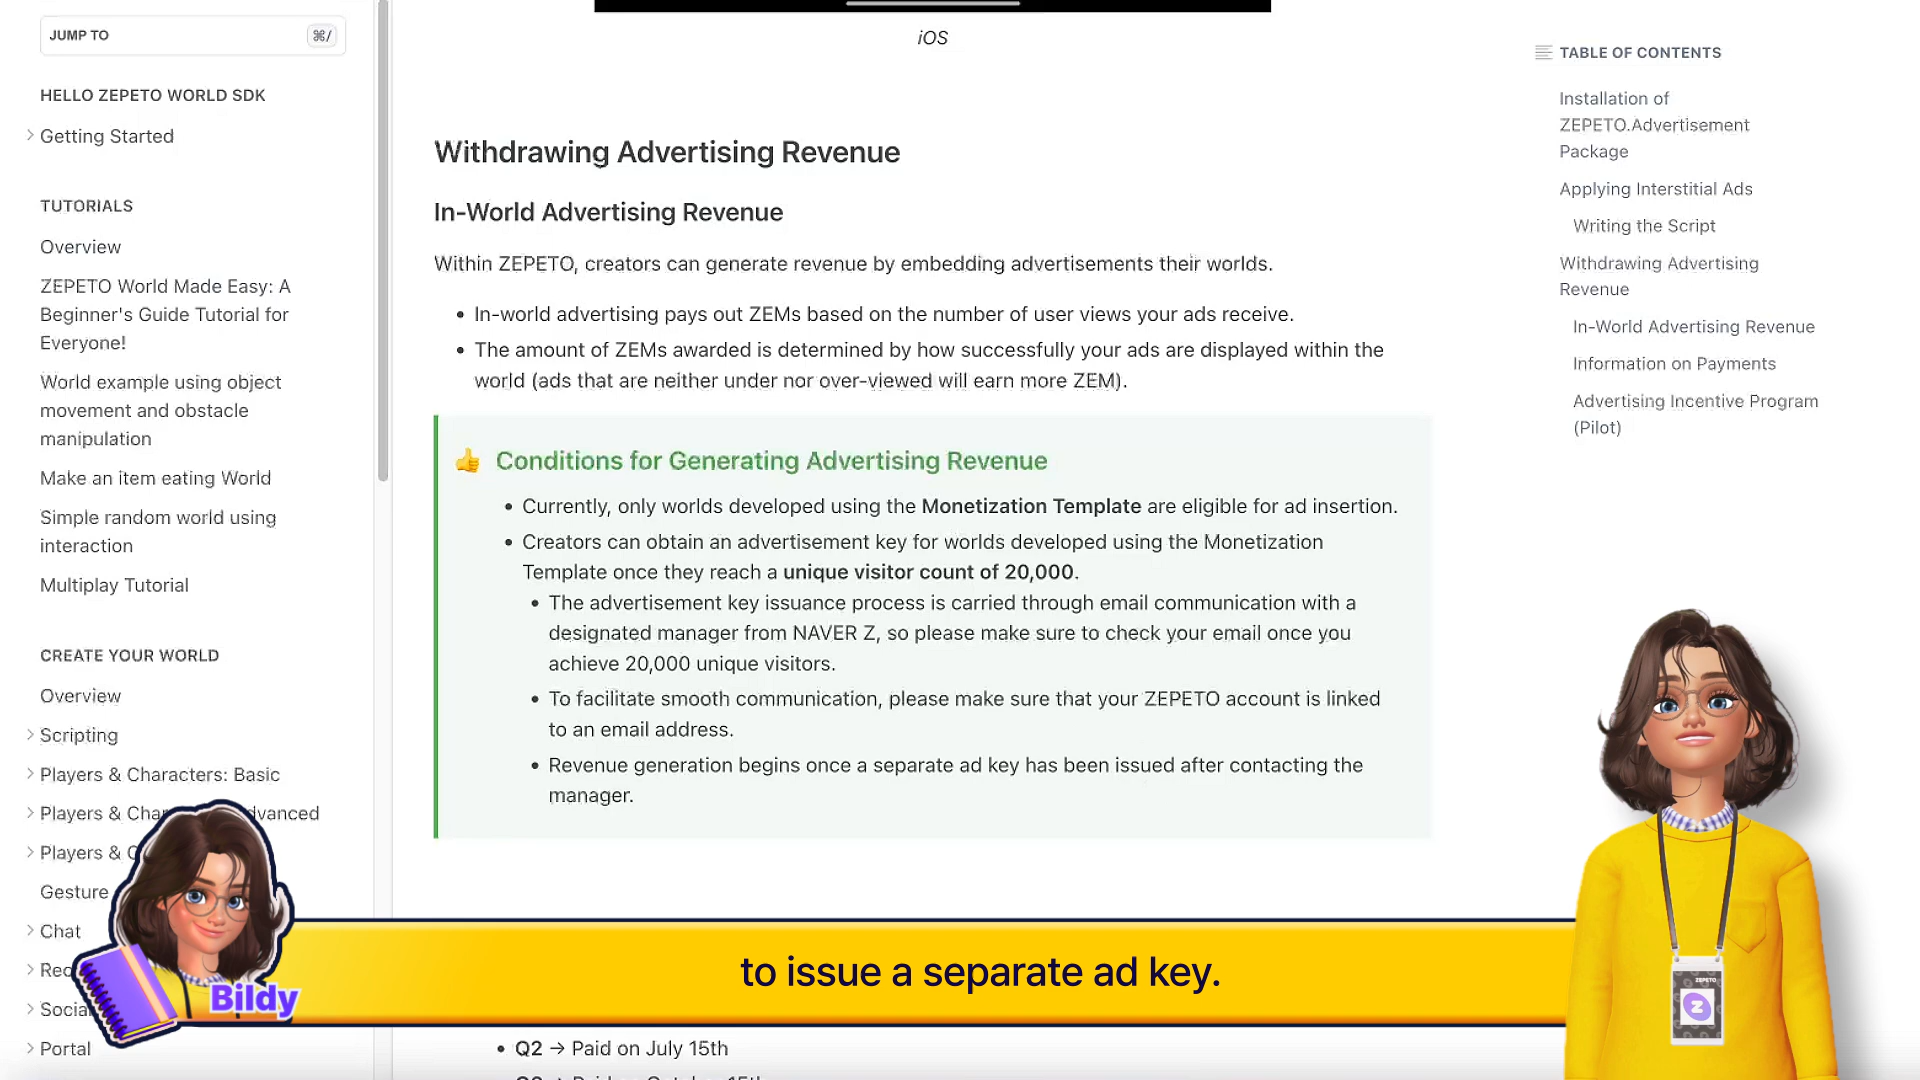 JUMP TO
⌘/
HELLO ZEPETO WORLD SDK
Getting Started
TUTORIALS
Overview
ZEPETO World Made Easy: A
Beginner's Guide Tutorial for
Everyone!
World example using object
movement and obstacle
manipulation
Make an item eating World
Simple random world using
interaction
Multiplay Tutorial
CREATE YOUR WORLD
Overview
Scripting
Players & Characters: Basic
Players & Cha dvanced
Players &
Gesture
Chat
Portal
iOS
Withdrawing Advertising Revenue
In-World Advertising Revenue
Within ZEPETO, creators can generate revenue by embedding advertisements their worlds.
• In-world advertising pays out ZEMs based on the number of user views your ads receive.
• The amount of ZEMs awarded is determined by how successfully your ads are displayed within the
world (ads that are neither under nor over-viewed will earn more ZEM).
👍 Conditions for Generating Advertising Revenue
• Currently, only worlds developed using the Monetization Template are eligible for ad insertion.
• Creators can obtain an advertisement key for worlds developed using the Monetization
Template once they reach a unique visitor count of 20,000.
• The advertisement key issuance process is carried through email communication with a
designated manager from NAVER Z, so please make sure to check your email once you
achieve 20,000 unique visitors.
• To facilitate smooth communication, please make sure that your ZEPETO account is linked
to an email address.
• Revenue generation begins once a separate ad key has been issued after contacting the
manager.
• Q2 → Paid on July 15th
TABLE OF CONTENTS
Installation of
ZEPETO.Advertisement
Package
Applying Interstitial Ads
Writing the Script
Withdrawing Advertising
Revenue
In-World Advertising Revenue
Information on Payments
Advertising Incentive Program
(Pilot)
Bildy
to issue a separate ad key.
ZEPETO